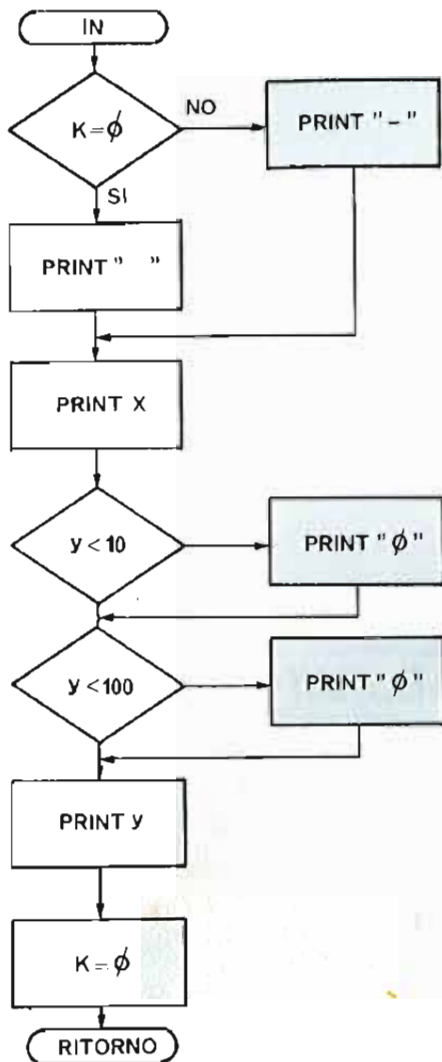 IN
K=ϕ
NO
PRINT "-"
SI
PRINT " "
PRINT X
y < 10
PRINT "ϕ"
y < 100
PRINT "ϕ"
PRINT y
K=ϕ
RITORNO